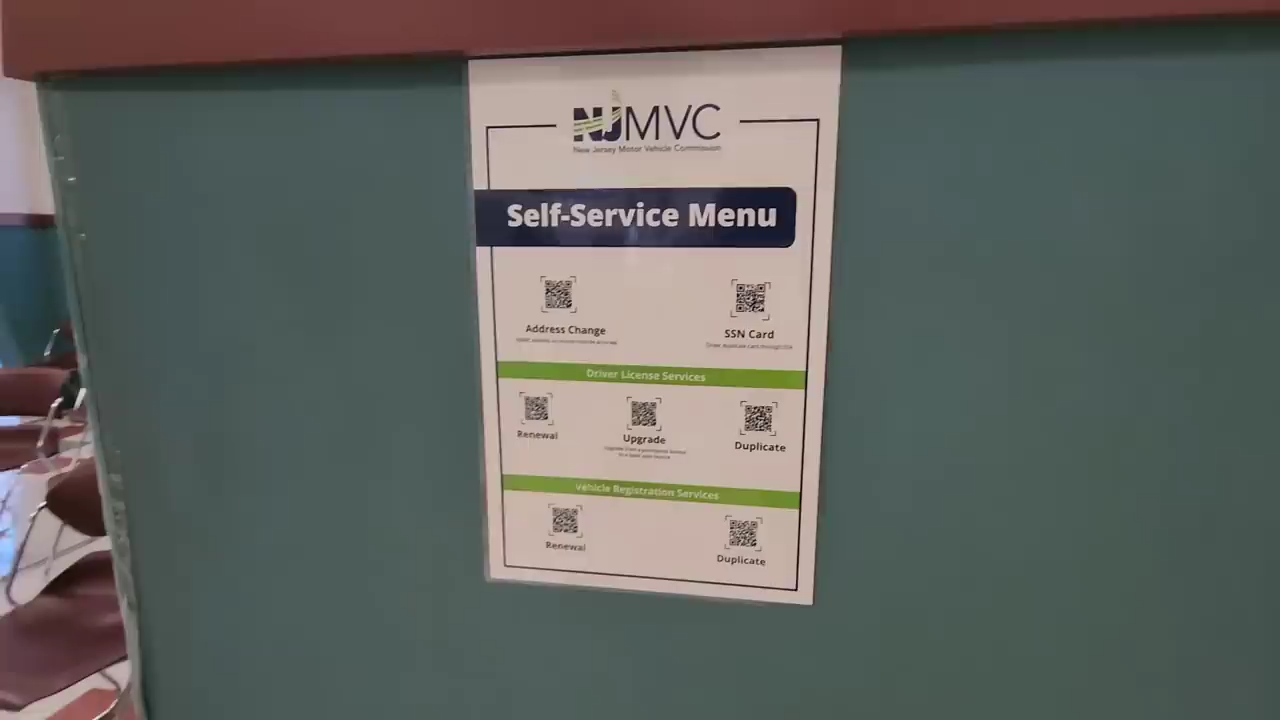 NJMVC
New Jersey Motor Vehicle Commission
Self-Service Menu
Address Change
SSN Card
Driver License Services
Renewal
Upgrade
Duplicate
Vehicle Registration Services
Renewal
Duplicate